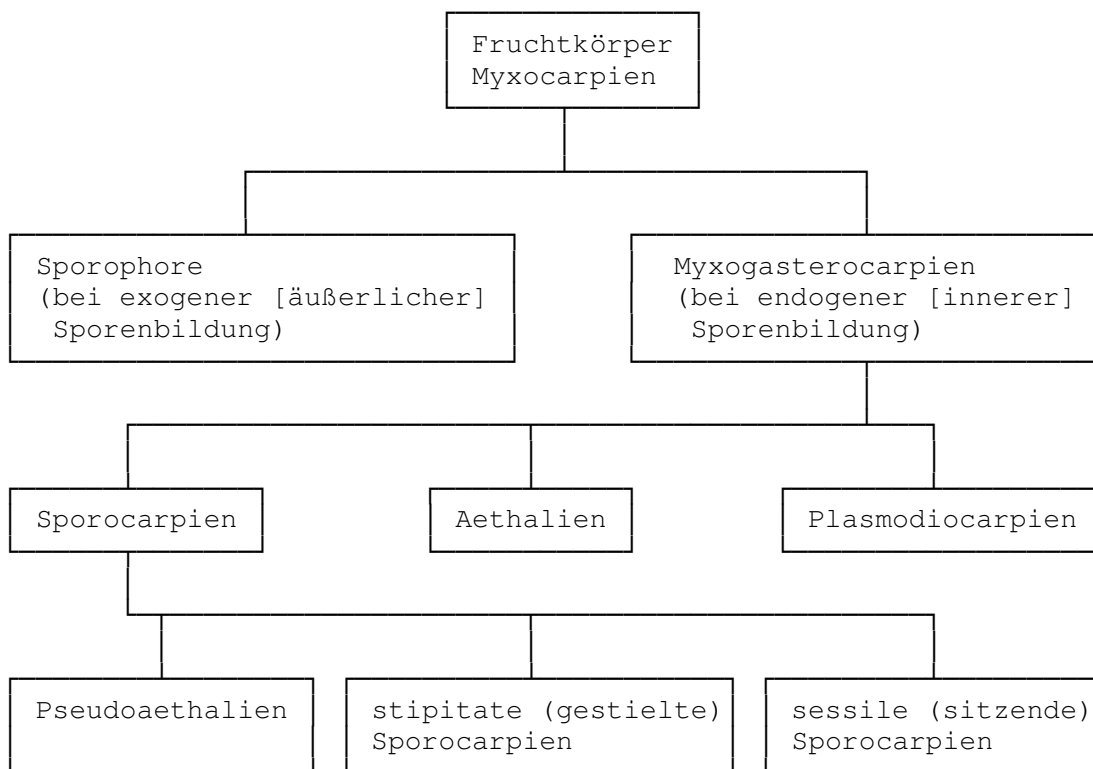 Fruchtkörper
Myxocarpien
Sporophore
(bei exogener [äußerlicher]
Sporenbildung)
Myxogasterocarpien
(bei endogener [innerer]
Sporenbildung)
Sporocarpien
Aethalien
Plasmodiocarpien
Pseudoaethalien
stipitate (gestielte)
Sporocarpien
sessile (sitzende)
Sporocarpien